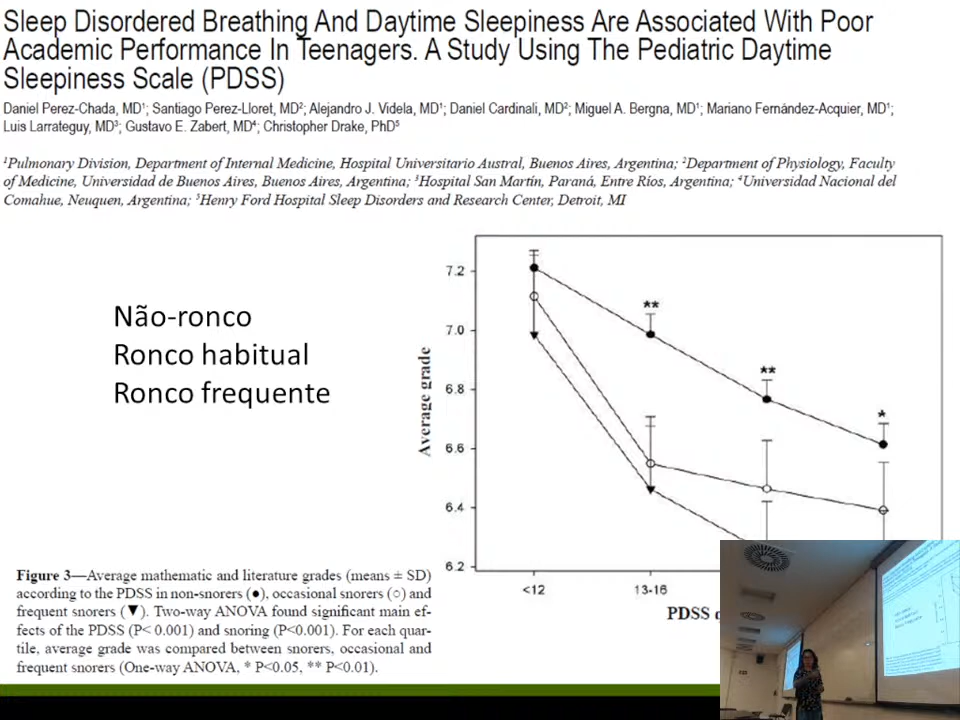 Sleep Disordered Breathing And Daytime Sleepiness Are Associated With Poor
Academic Performance In Teenagers. A Study Using The Pediatric Daytime
Sleepiness Scale (PDSS)
Daniel Perez-Chada, MD¹; Santiago Perez-Lloret, MD²; Alejandro J. Videla, MD¹; Daniel Cardinali, MD²; Miguel A. Bergna, MD¹; Mariano Fernández-Acquier, MD¹;
Luis Larrateguy, MD³; Gustavo E. Zabert, MD⁴; Christopher Drake, PhD⁵
¹Pulmonary Division, Department of Internal Medicine, Hospital Universitario Austral, Buenos Aires, Argentina; ²Department of Physiology, Faculty
of Medicine, Universidad de Buenos Aires, Buenos Aires, Argentina; ³Hospital San Martín, Paraná, Entre Ríos, Argentina; ⁴Universidad Nacional del
Comahue, Neuquen, Argentina; ⁵Henry Ford Hospital Sleep Disorders and Research Center, Detroit, MI
Não-ronco
Ronco habitual
Ronco frequente
Average grade
7.2
7.0
6.8
6.6
6.4
6.2
**
**
*
<12
13-16
PDSS
Figure 3—Average mathematic and literature grades (means ± SD)
according to the PDSS in non-snorers (●), occasional snorers (○) and
frequent snorers (▼). Two-way ANOVA found significant main ef-
fects of the PDSS (P< 0.001) and snoring (P<0.001). For each quar-
tile, average grade was compared between snorers, occasional and
frequent snorers (One-way ANOVA, * P<0.05, ** P<0.01).